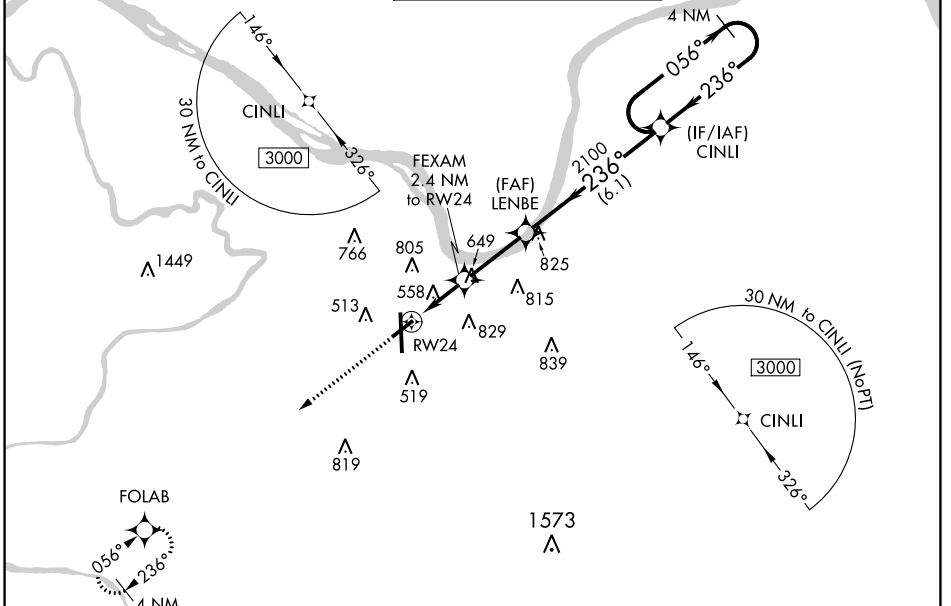 4 NM
146°
056°
236°
CINLI
30 NM to CINLI
3000
326°
(IF/IAF)
CINLI
FEXAM
2.4 NM
to RW24
2100
236°
(6.1)
(FAF)
LENBE
766
805
649
825
1449
558
815
513
829
RW24
839
519
30 NM to CINLI (NoPT)
146°
3000
CINLI
326°
819
FOLAB
1573
056°
236°
4 NM